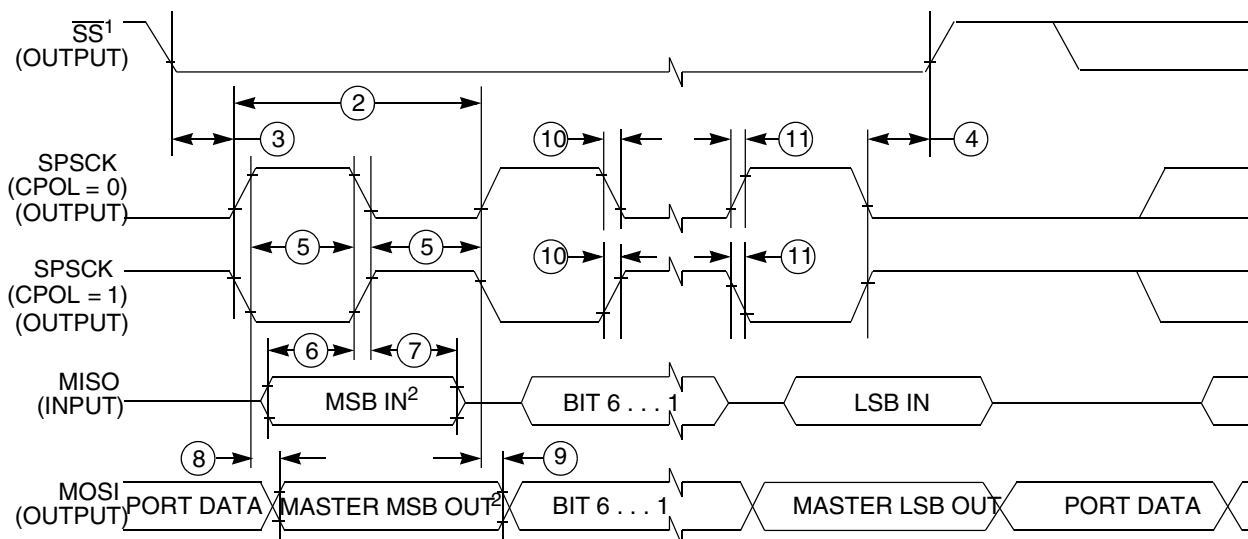 SS¹
(OUTPUT)
2
3
10
11
4
SPSCK
(CPOL = 0)
(OUTPUT)
5
5
10
11
SPSCK
(CPOL = 1)
(OUTPUT)
6
7
MISO
(INPUT)
MSB IN²
BIT 6 . . . 1
LSB IN
8
9
MOSI
(OUTPUT)
PORT DATA
MASTER MSB OUT²
BIT 6 . . . 1
MASTER LSB OUT
PORT DATA